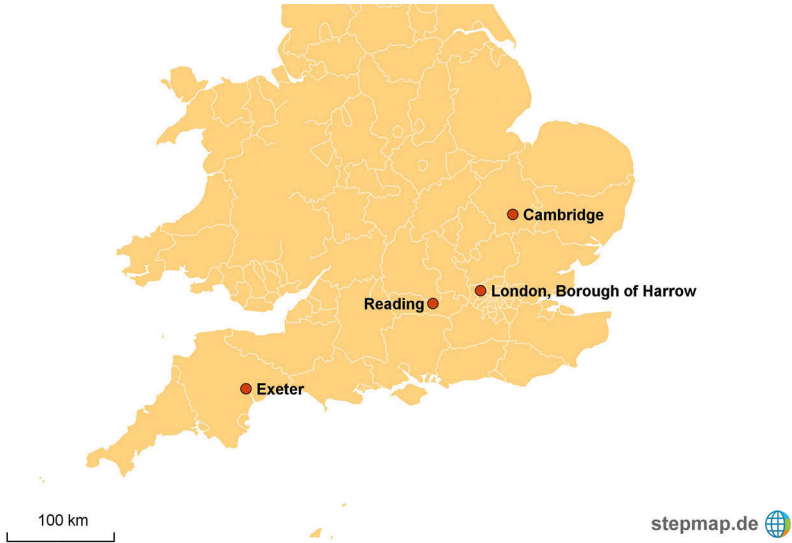 Cambridge
London, Borough of Harrow
Reading
Exeter
100 km
stepmap.de